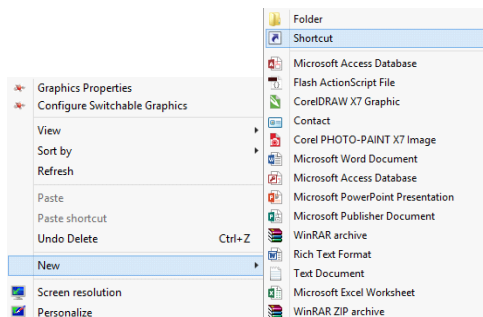 Graphics Properties
Configure Switchable Graphics
View
Sort by
Refresh
Paste
Paste shortcut
Undo Delete Ctrl+Z
New
Screen resolution
Personalize
Folder
Shortcut
Microsoft Access Database
Flash ActionScript File
CorelDRAW X7 Graphic
Contact
Corel PHOTO-PAINT X7 Image
Microsoft Word Document
Microsoft Access Database
Microsoft PowerPoint Presentation
Microsoft Publisher Document
WinRAR archive
Rich Text Format
Text Document
Microsoft Excel Worksheet
WinRAR ZIP archive